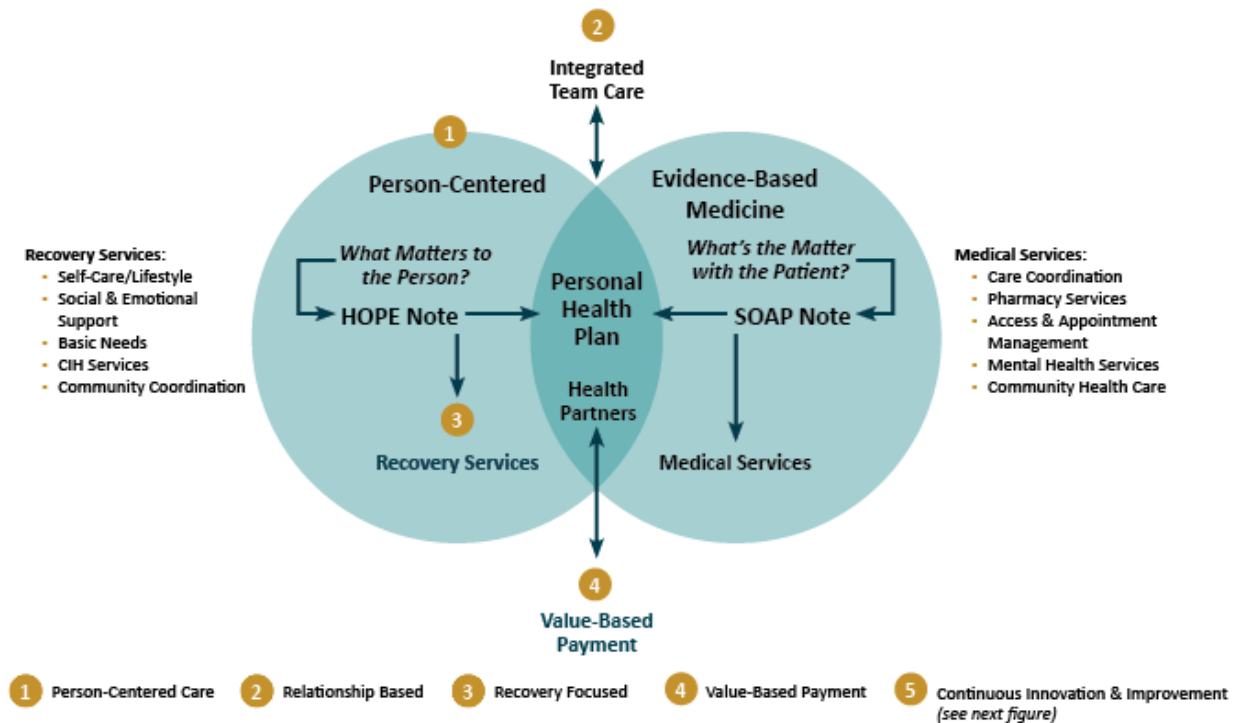 2
Integrated
Team Care
1
Person-Centered
Evidence-Based
Medicine
What Matters to
the Person?
What's the Matter
with the Patient?
Recovery Services:
Self-Care/Lifestyle
Social & Emotional
Support
Basic Needs
CIH Services
Community Coordination
HOPE Note
Personal
Health
Plan
SOAP Note
Medical Services:
Care Coordination
Pharmacy Services
Access & Appointment
Management
Mental Health Services
Community Health Care
Health
Partners
3
Recovery Services
Medical Services
4
Value-Based
Payment
1 Person-Centered Care
2 Relationship Based
3 Recovery Focused
4 Value-Based Payment
5 Continuous Innovation & Improvement
(see next figure)